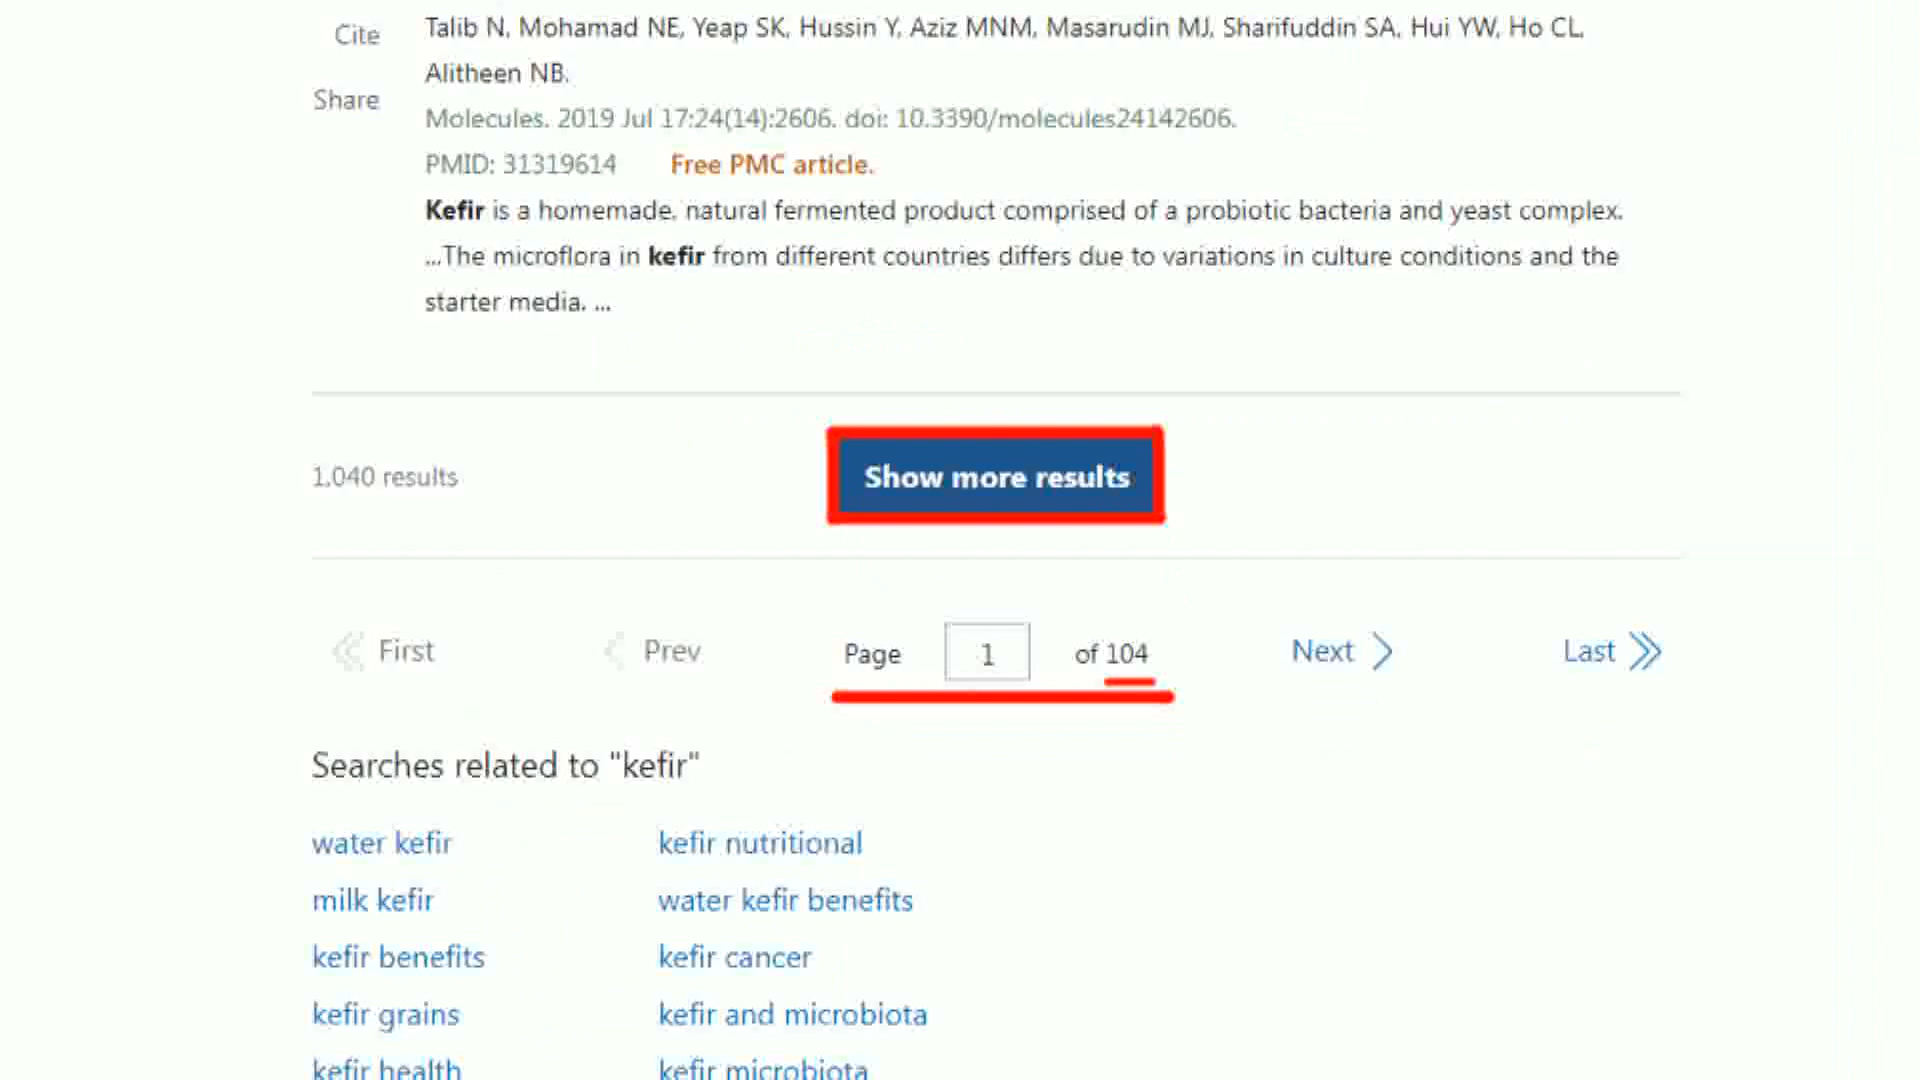 Cite
Share
Talib N, Mohamad NE, Yeap SK, Hussin Y, Aziz MNM, Masarudin MJ, Sharifuddin SA, Hui YW, Ho CL,
Alitheen NB.
Molecules. 2019 Jul 17;24(14):2606. doi: 10.3390/molecules24142606.
PMID: 31319614 Free PMC article.
Kefir is a homemade, natural fermented product comprised of a probiotic bacteria and yeast complex.
...The microflora in kefir from different countries differs due to variations in culture conditions and the
starter media. ...
1,040 results
Show more results
First Prev Page 1 of 104 Next Last
Searches related to "kefir"
water kefir
milk kefir
kefir benefits
kefir grains
kefir health
kefir nutritional
water kefir benefits
kefir cancer
kefir and microbiota
kefir microbiota